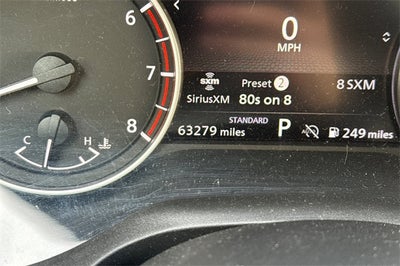 6
0
MPH
7
sxm
Preset 2
8 SXM
SiriusXM
80s on 8
8
STANDARD
63279 miles
P
249 miles
C
H